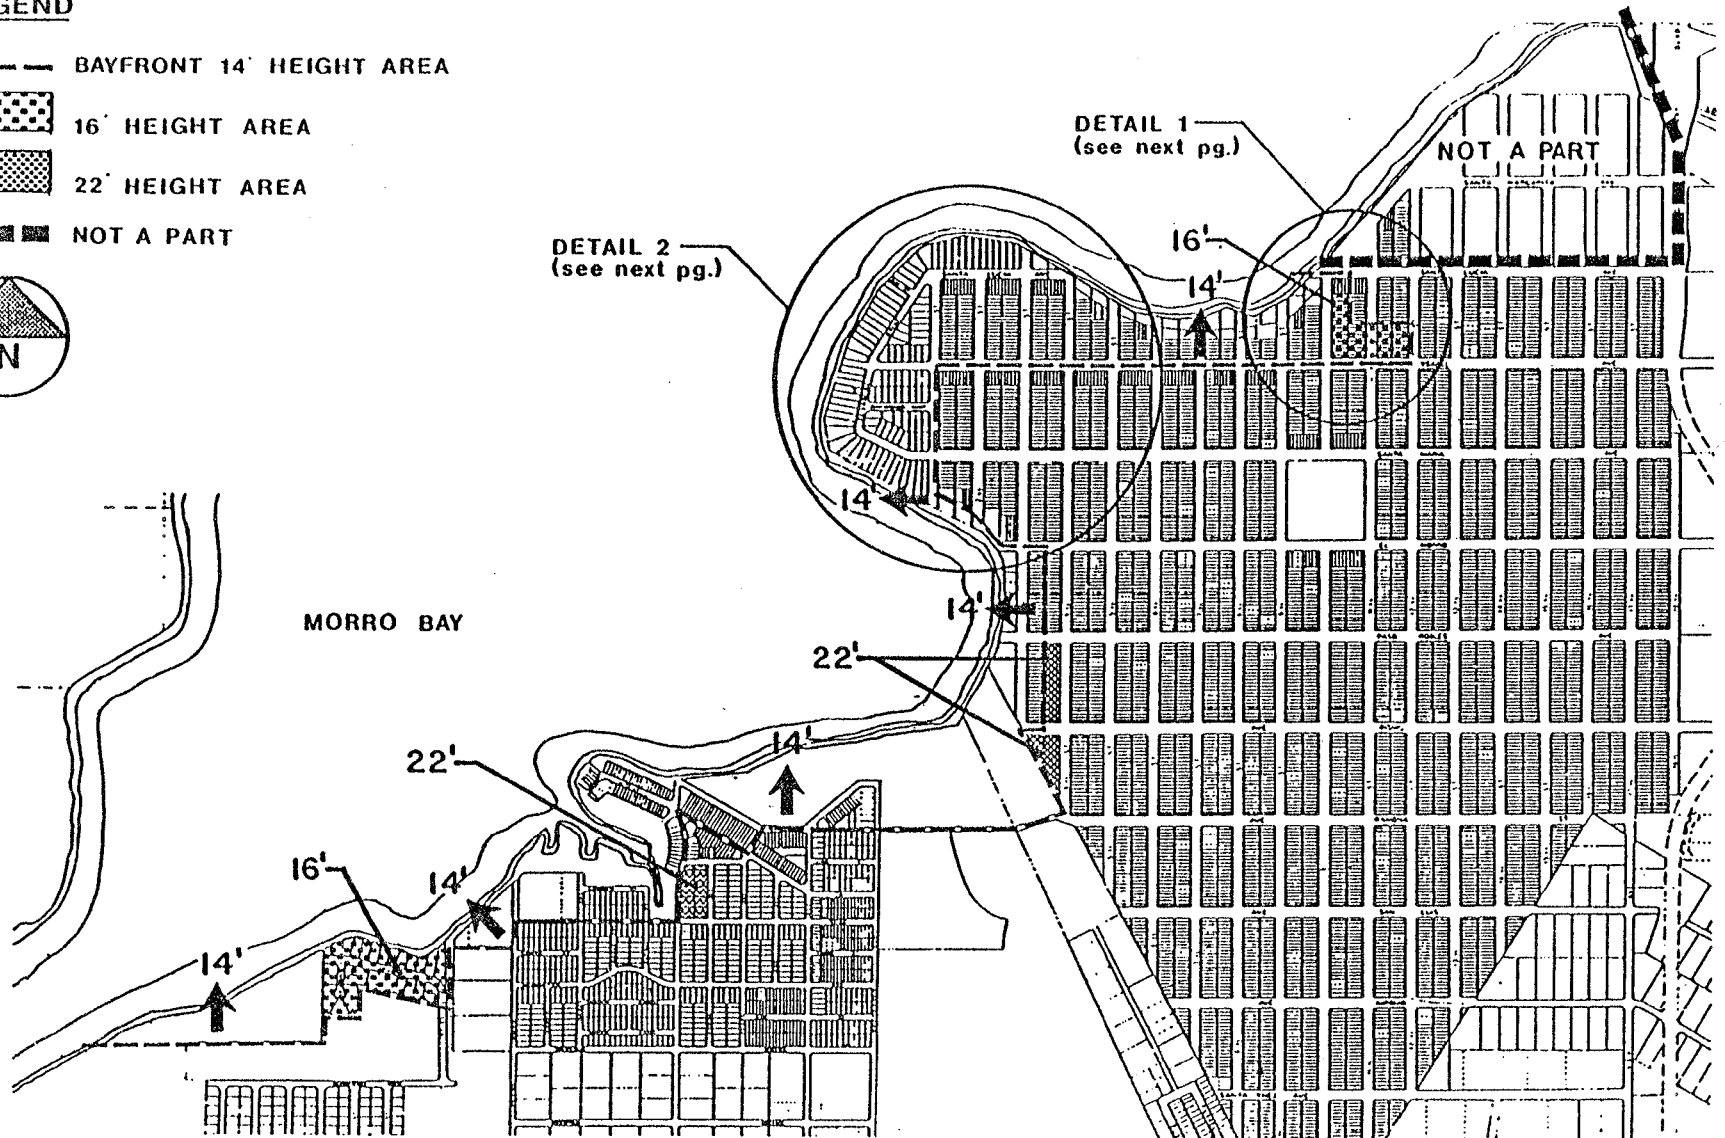 GEND
BAYFRONT 14' HEIGHT AREA
16' HEIGHT AREA
22' HEIGHT AREA
NOT A PART
N
DETAIL 1
(see next pg.)
NOT A PART
DETAIL 2
(see next pg.)
16'
14'
14'
14'
MORRO BAY
22'
14'
22'
16'
14'
14'